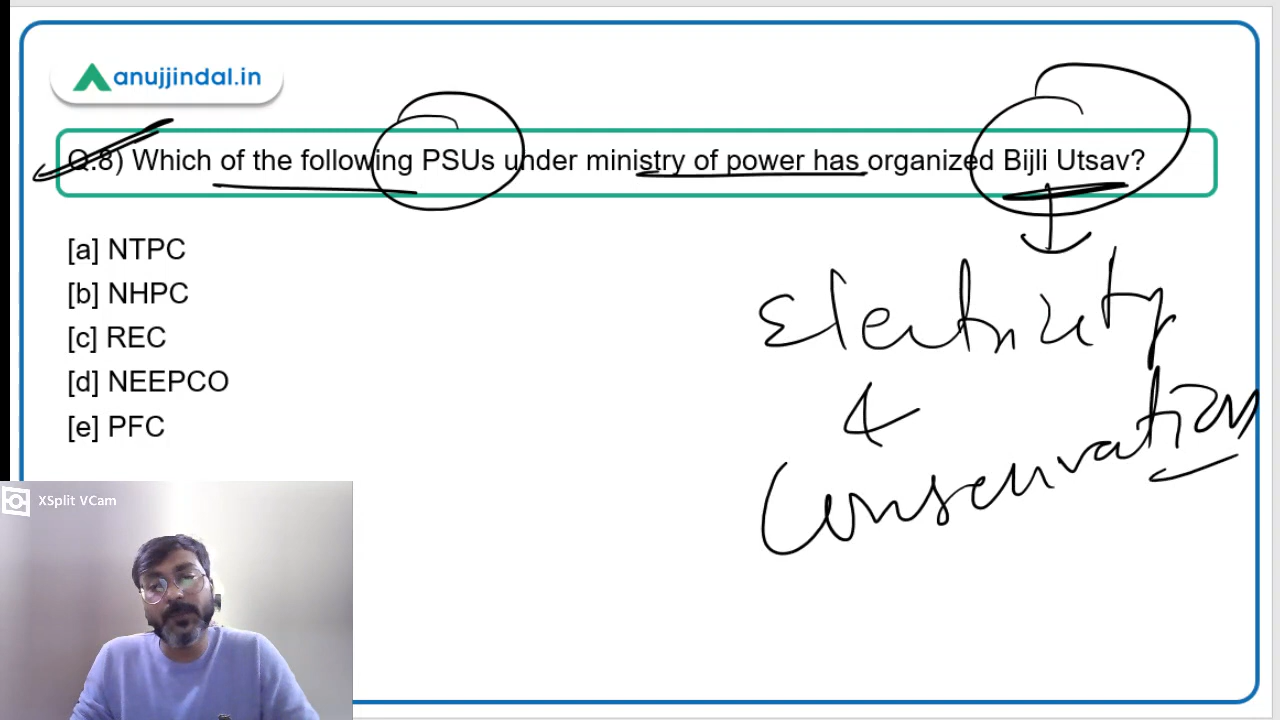 anujjindal.in
Q.8) Which of the following PSUs under ministry of power has organized Bijli Utsav?
[a] NTPC
[b] NHPC
[c] REC
[d] NEEPCO
[e] PFC
Electricity
&
Conservation
XSplit VCam